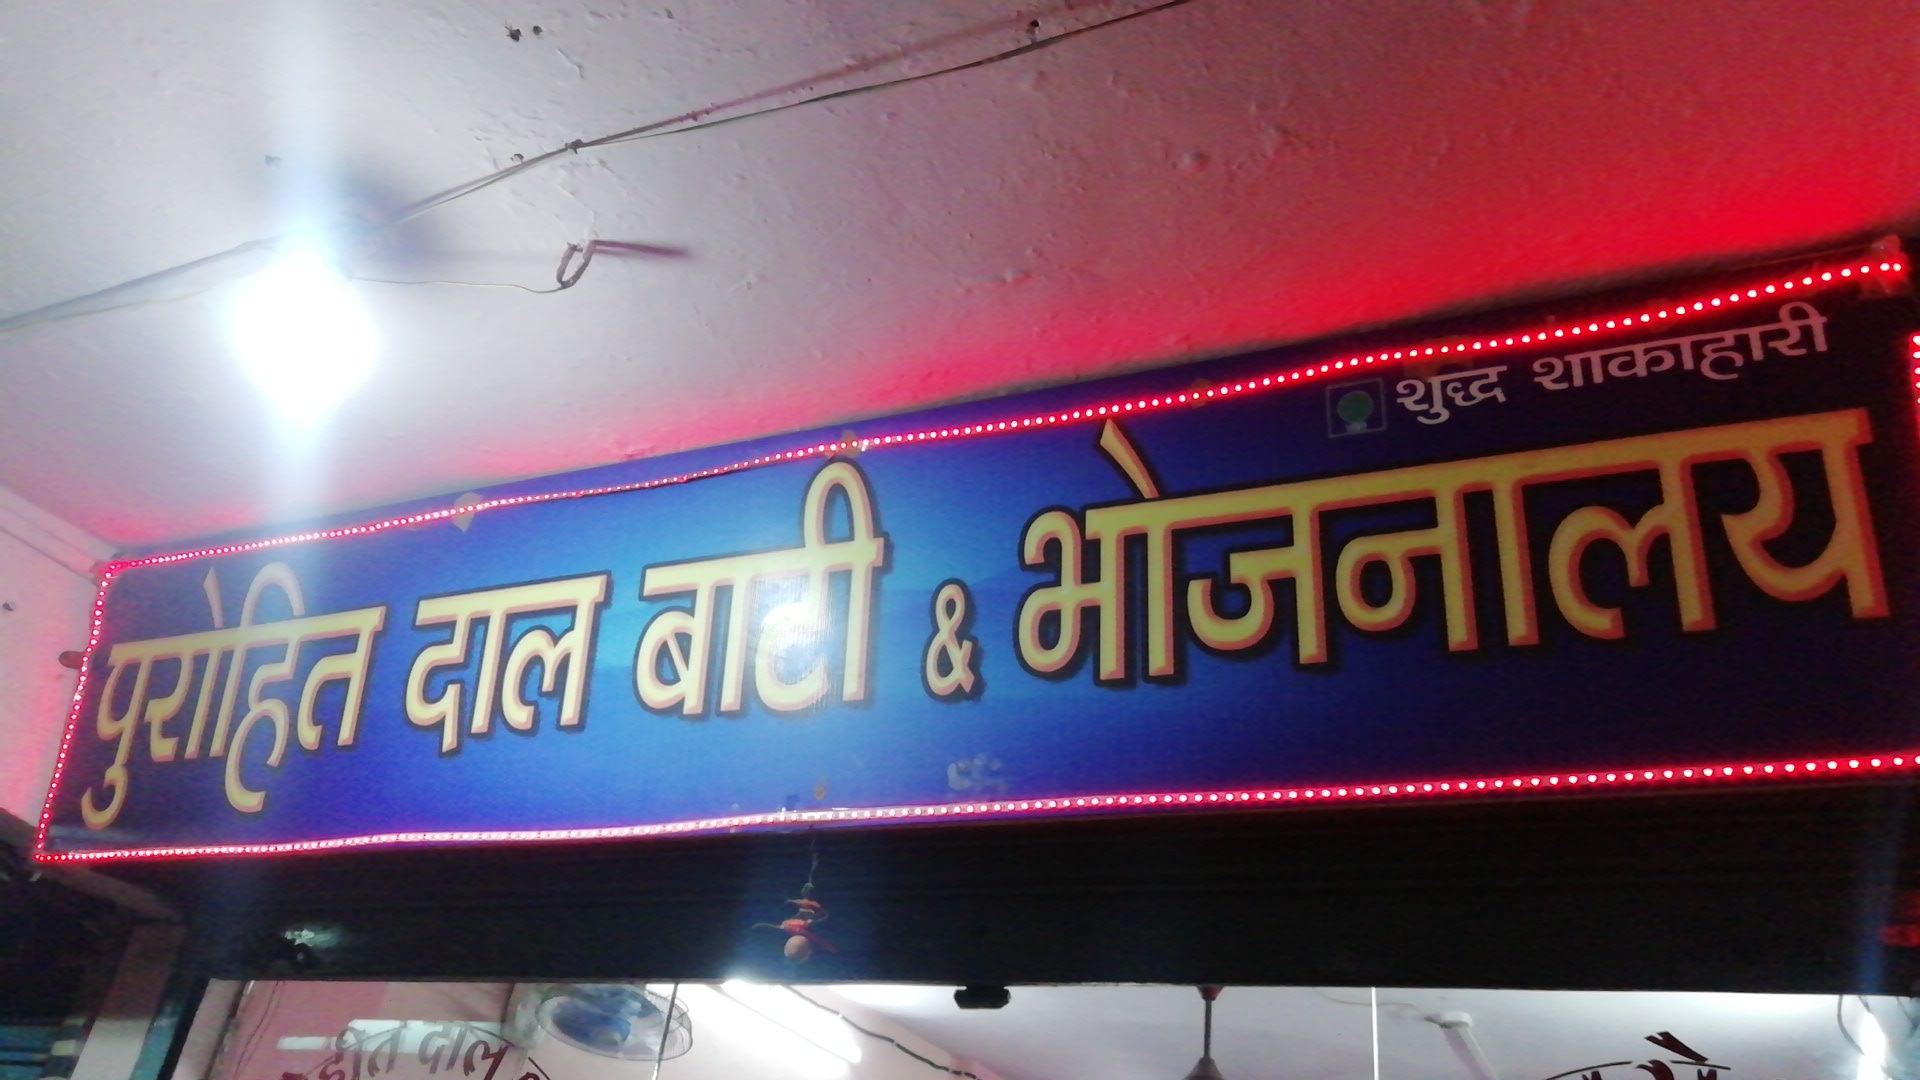 शुद्ध शाकाहारी
पुरोहित दाल बाटी & भोजनालय
दाल